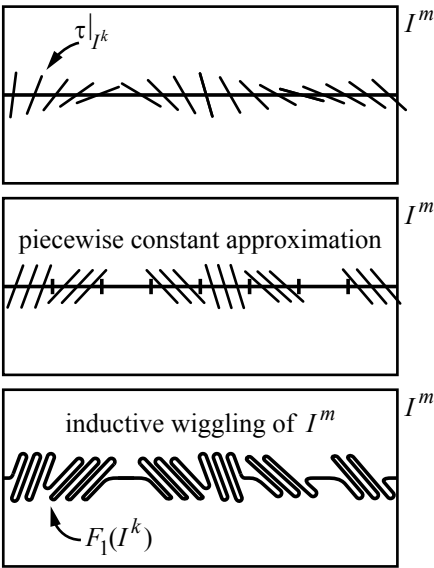 τ|_{I^k}
I^m
piecewise constant approximation
I^m
inductive wiggling of I^m
I^m
F_1(I^k)